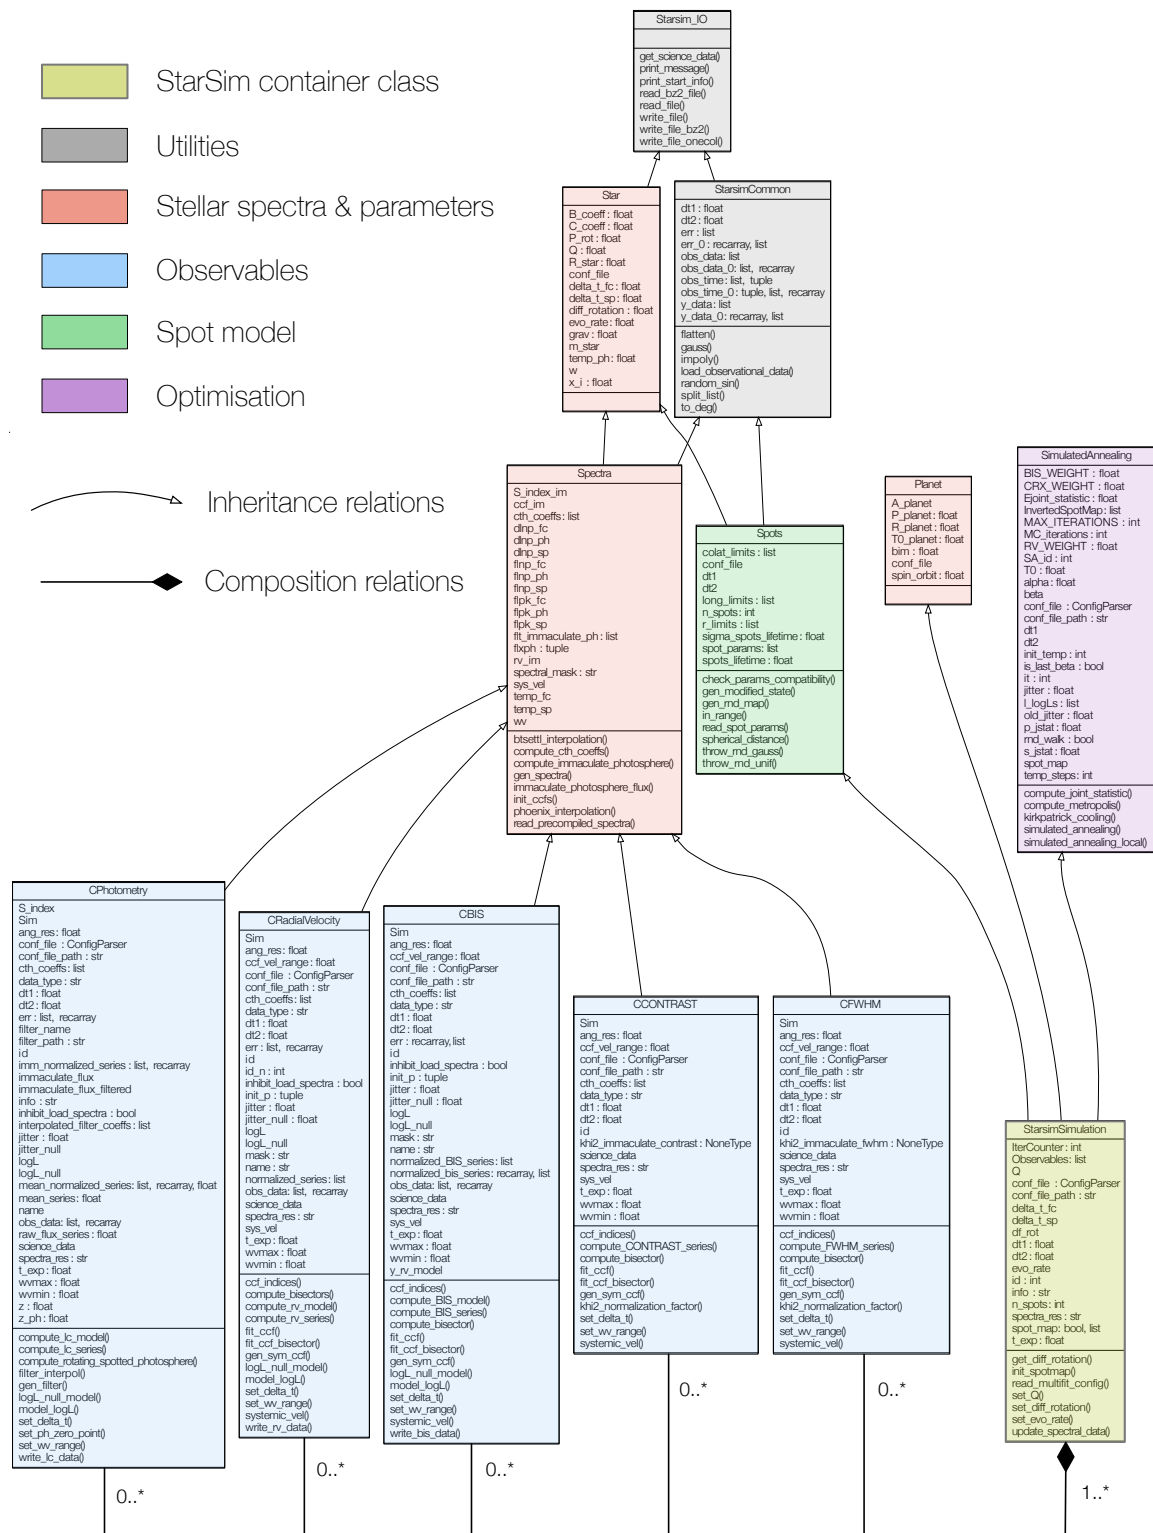 StarSim container class
Utilities
Stellar spectra & parameters
Observables
Spot model
Optimisation
Inheritance relations
Composition relations
Starsim_IO
get_science_data()
print_message()
print_start_info()
read_bz2_file()
read_file()
write_file()
write_file_bz2()
write_file_onecol()
Star
B_coeff : float
C_coeff : float
P_rot : float
Q : float
R_star : float
conf_file
delta_t_fc : float
delta_t_sp : float
diff_rotation : float
evo_rate : float
grav : float
m_star
temp_ph : float
w
x_i : float
StarsimCommon
dt1 : float
dt2 : float
err : list
err_0 : recarray, list
obs_data: list
obs_data_0: list, recarray
obs_time: list, tuple
obs_time_0 : tuple, list, recarray
y_data : list
y_data_0 : recarray, list
flatten()
gauss()
impoly()
load_observational_data()
random_sin()
split_list()
to_deg()
Spectra
S_index_im
ccf_im
cth_coeffs: list
dlnp_fc
dlnp_ph
dlnp_sp
flnp_fc
flnp_ph
flnp_sp
flpk_fc
flpk_ph
flpk_sp
flt_immaculate_ph : list
flxph : tuple
rv_im
spectral_mask : str
sys_vel
temp_fc
temp_sp
wv
btsettl_interpolation()
compute_cth_coeffs()
compute_immaculate_photosphere()
gen_spectra()
immaculate_photosphere_flux()
init_ccfs()
phoenix_interpolation()
read_precompiled_spectra()
Spots
colat_limits : list
conf_file
dt1
dt2
long_limits : list
n_spots: int
r_limits : list
sigma_spots_lifetime: float
spot_params: list
spots_lifetime: float
check_params_compatibility()
gen_modified_state()
gen_rnd_map()
in_range()
read_spot_params()
spherical_distance()
throw_rnd_gauss()
throw_rnd_unif()
Planet
A_planet
P_planet : float
R_planet : float
T0_planet : float
bim : float
conf_file
spin_orbit : float
SimulatedAnnealing
BIS_WEIGHT : float
CRX_WEIGHT : float
Ejoint_statistic : float
InvertedSpotMap: list
MAX_ITERATIONS : int
MC_iterations : int
RV_WEIGHT : float
SA_id : int
T0 : float
alpha : float
beta
conf_file : ConfigParser
conf_file_path : str
dt1
dt2
init_temp : int
is_last_beta : bool
it : int
jitter : float
l_logLs : list
old_jitter : float
p_jstat : float
rnd_walk : bool
s_jstat : float
spot_map
temp_steps: int
compute_joint_statistic()
compute_metropolis()
kirkpatrick_cooling()
simulated_annealing()
simulated_annealing_local()
CPhotometry
S_index
Sim
ang_res : float
conf_file : ConfigParser
conf_file_path : str
cth_coeffs: list
data_type : str
dt1 : float
dt2 : float
err : list, recarray
filter_name
filter_path : str
id
imm_normalized_series : list, recarray
immaculate_flux
immaculate_flux_filtered
info : str
inhibit_load_spectra : bool
interpolated_filter_coeffs : list
jitter : float
jitter_null
logL
logL_null
mean_normalized_series: list, recarray, float
mean_series: float
name
obs_data: list, recarray
raw_flux_series : float
science_data
spectra_res : str
t_exp : float
wvmax : float
wvmin : float
z : float
z_ph : float
compute_lc_model()
compute_lc_series()
compute_rotating_spotted_photosphere()
filter_interpol()
gen_filter()
logL_null_model()
model_logL()
set_delta_t()
set_ph_zero_point()
set_wv_range()
write_lc_data()
0..*
CRadialVelocity
Sim
ang_res: float
ccf_vel_range: float
conf_file : ConfigParser
conf_file_path : str
cth_coeffs: list
data_type : str
dt1 : float
dt2 : float
err : list, recarray
id
id_n : int
inhibit_load_spectra : bool
init_p : tuple
jitter : float
jitter_null : float
logL
logL_null
mask : str
name : str
normalized_series: list
obs_data : list, recarray
science_data
spectra_res : str
sys_vel
t_exp : float
wvmax : float
wvmin : float
ccf_indices()
compute_bisectors()
compute_rv_model()
compute_rv_series()
fit_ccf()
fit_ccf_bisector()
gen_sym_ccf()
logL_null_model()
model_logL()
set_delta_t()
set_wv_range()
systemic_vel()
write_rv_data()
0..*
CBIS
Sim
ang_res : float
ccf_vel_range : float
conf_file : ConfigParser
conf_file_path : str
cth_coeffs : list
data_type : str
dt1 : float
dt2 : float
err : recarray, list
id
inhibit_load_spectra : bool
init_p : tuple
jitter : float
jitter_null : float
logL
logL_null
mask : str
name : str
normalized_BIS_series: list
normalized_bis_series: recarray, list
obs_data : list, recarray
science_data
spectra_res : str
sys_vel
t_exp : float
wvmax : float
wvmin : float
y_rv_model
ccf_indices()
compute_BIS_model()
compute_BIS_series()
compute_bisector()
fit_ccf()
fit_ccf_bisector()
gen_sym_ccf()
logL_null_model()
model_logL()
set_delta_t()
set_wv_range()
systemic_vel()
write_bis_data()
0..*
CCONTRAST
Sim
ang_res: float
ccf_vel_range : float
conf_file : ConfigParser
conf_file_path : str
cth_coeffs: list
data_type : str
dt1 : float
dt2 : float
id
khi2_immaculate_contrast : NoneType
science_data
spectra_res : str
sys_vel
t_exp : float
wvmax : float
wvmin : float
ccf_indices()
compute_CONTRAST_series()
compute_bisector()
fit_ccf()
fit_ccf_bisector()
gen_sym_ccf()
khi2_normalization_factor()
set_delta_t()
set_wv_range()
systemic_vel()
0..*
CFWHM
Sim
ang_res: float
ccf_vel_range : float
conf_file : ConfigParser
conf_file_path : str
cth_coeffs: list
data_type : str
dt1 : float
dt2 : float
id
khi2_immaculate_fwhm : NoneType
science_data
spectra_res : str
sys_vel
t_exp : float
wvmax : float
wvmin : float
ccf_indices()
compute_FWHM_series()
compute_bisector()
fit_ccf()
fit_ccf_bisector()
gen_sym_ccf()
khi2_normalization_factor()
set_delta_t()
set_wv_range()
systemic_vel()
0..*
StarsimSimulation
IterCounter : int
Observables: list
Q
conf_file : ConfigParser
conf_file_path : str
delta_t_fc
delta_t_sp
df_rot
dt1 : float
dt2 : float
evo_rate
id : int
info : str
n_spots: int
spectra_res : str
spot_map: bool, list
t_exp : float
get_diff_rotation()
init_spotmap()
read_multifit_config()
set_Q()
set_diff_rotation()
set_evo_rate()
update_spectral_data()
1..*